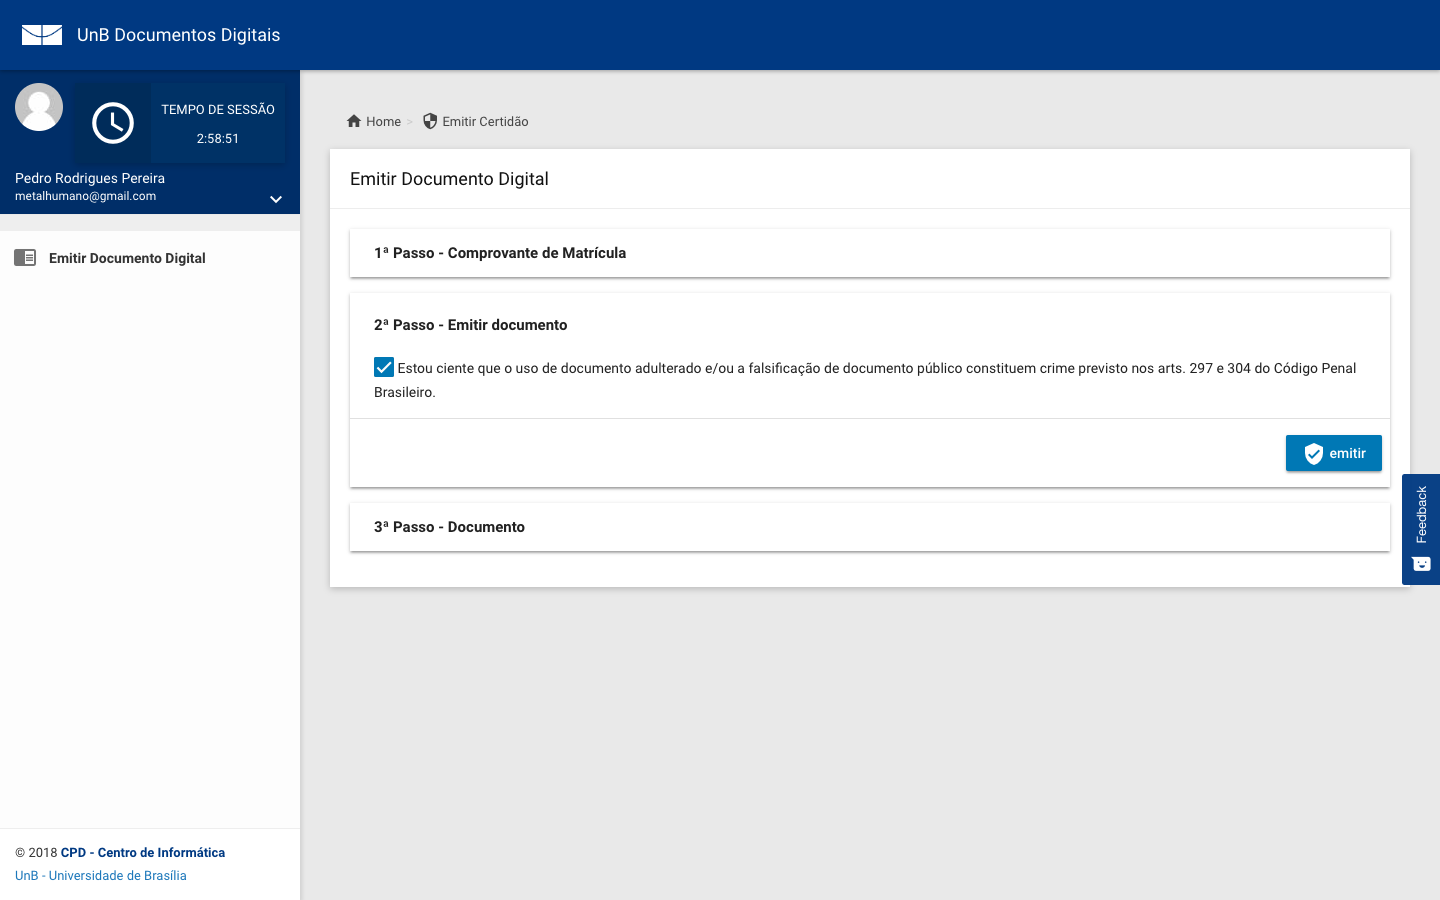 UnB Documentos Digitais
TEMPO DE SESSÃO
2:58:51
Pedro Rodrigues Pereira
metalhumano@gmail.com
Emitir Documento Digital
© 2018 CPD - Centro de Informática
UnB - Universidade de Brasília
Home > Emitir Certidão
Emitir Documento Digital
1ª Passo - Comprovante de Matrícula
2ª Passo - Emitir documento
Estou ciente que o uso de documento adulterado e/ou a falsificação de documento público constituem crime previsto nos arts. 297 e 304 do Código Penal
Brasileiro.
emitir
3ª Passo - Documento
Feedback